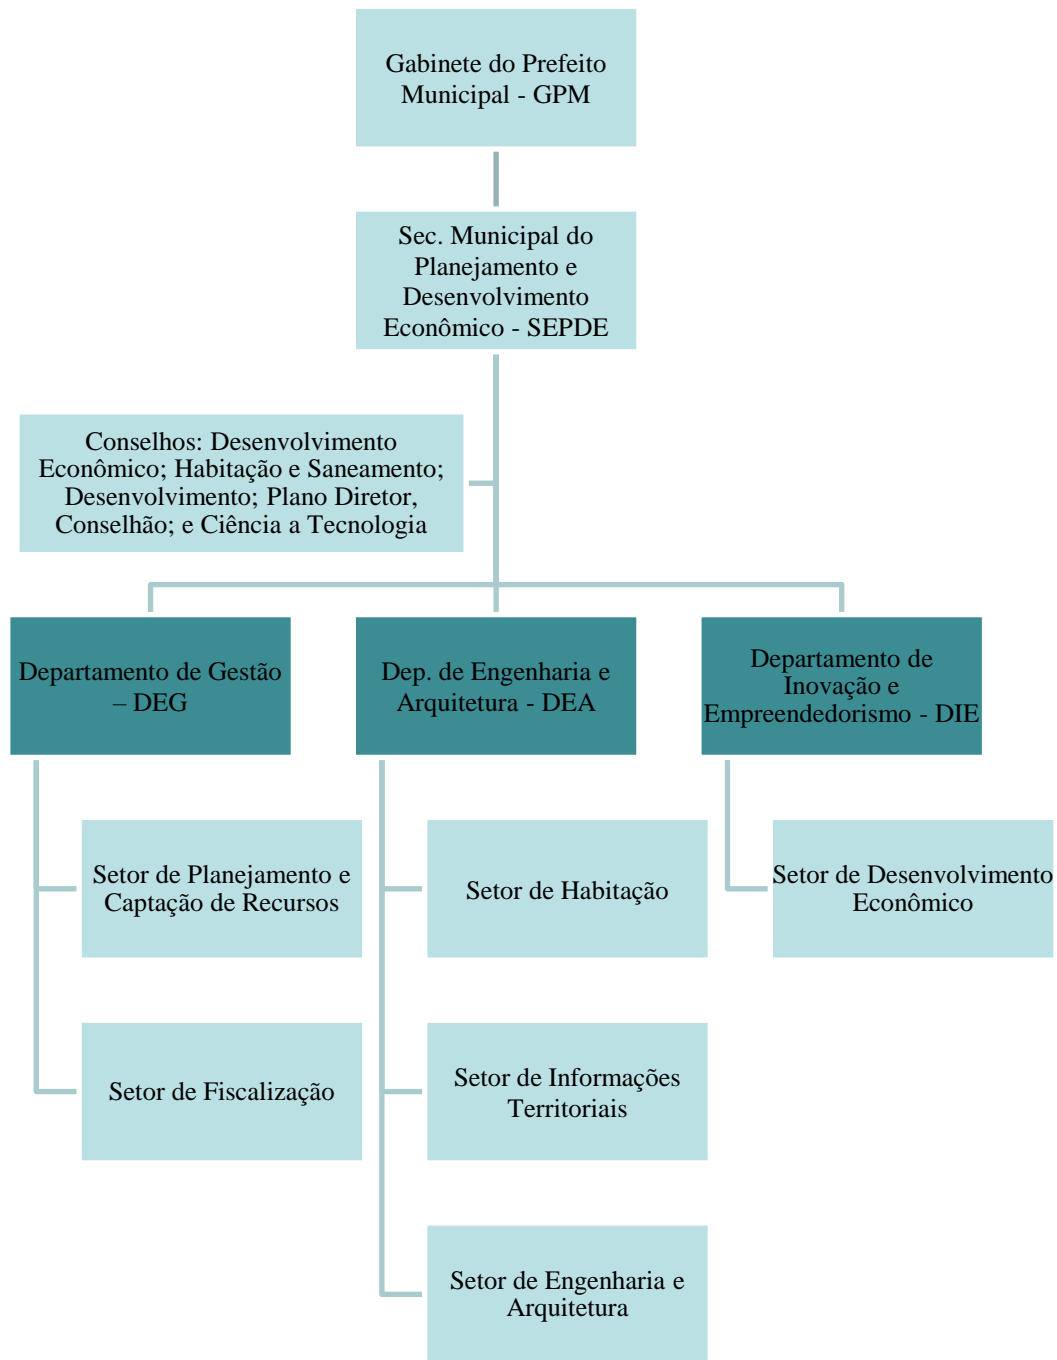 Gabinete do Prefeito
Municipal - GPM
Sec. Municipal do
Planejamento e
Desenvolvimento
Econômico - SEPDE
Conselhos: Desenvolvimento
Econômico; Habitação e Saneamento;
Desenvolvimento; Plano Diretor,
Conselhão; e Ciência a Tecnologia
Departamento de Gestão
– DEG
Dep. de Engenharia e
Arquitetura - DEA
Departamento de
Inovação e
Empreendedorismo - DIE
Setor de Planejamento e
Captação de Recursos
Setor de Habitação
Setor de Desenvolvimento
Econômico
Setor de Fiscalização
Setor de Informações
Territoriais
Setor de Engenharia e
Arquitetura